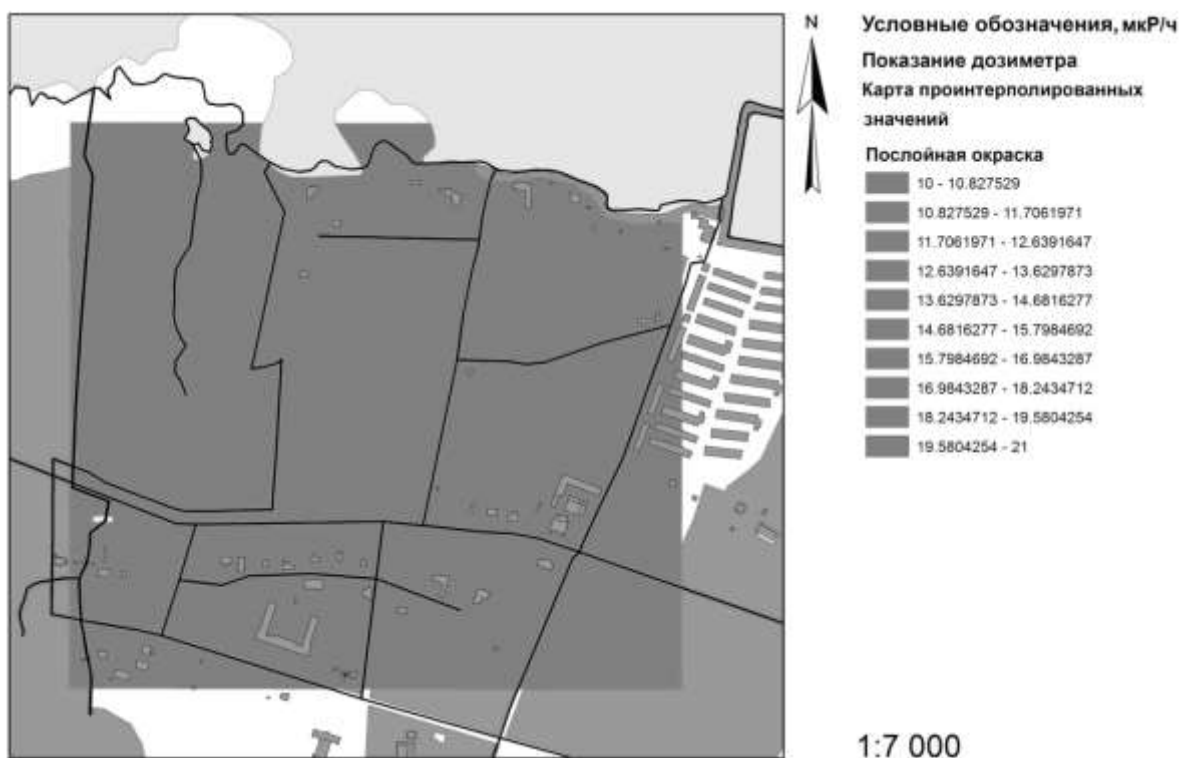 N
Условные обозначения, мкР/ч
Показание дозиметра
Карта проинтерполированных
значений
Послойная окраска
10 - 10.827529
10.827529 - 11.7061971
11.7061971 - 12.6391647
12.6391647 - 13.6297873
13.6297873 - 14.6816277
14.6816277 - 15.7984692
15.7984692 - 16.9843287
16.9843287 - 18.2434712
18.2434712 - 19.5804254
19.5804254 - 21
1:7 000